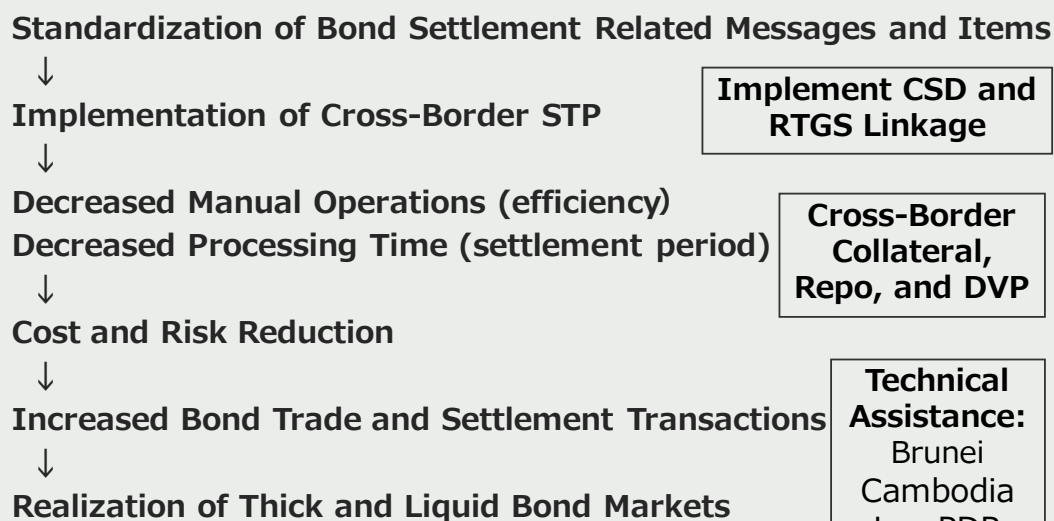 Standardization of Bond Settlement Related Messages and Items
↓
Implementation of Cross-Border STP
Implement CSD and
RTGS Linkage
↓
Decreased Manual Operations (efficiency)
Decreased Processing Time (settlement period)
Cross-Border
Collateral,
Repo, and DVP
↓
Cost and Risk Reduction
↓
Increased Bond Trade and Settlement Transactions
↓
Realization of Thick and Liquid Bond Markets
Technical
Assistance:
Brunei
Cambodia